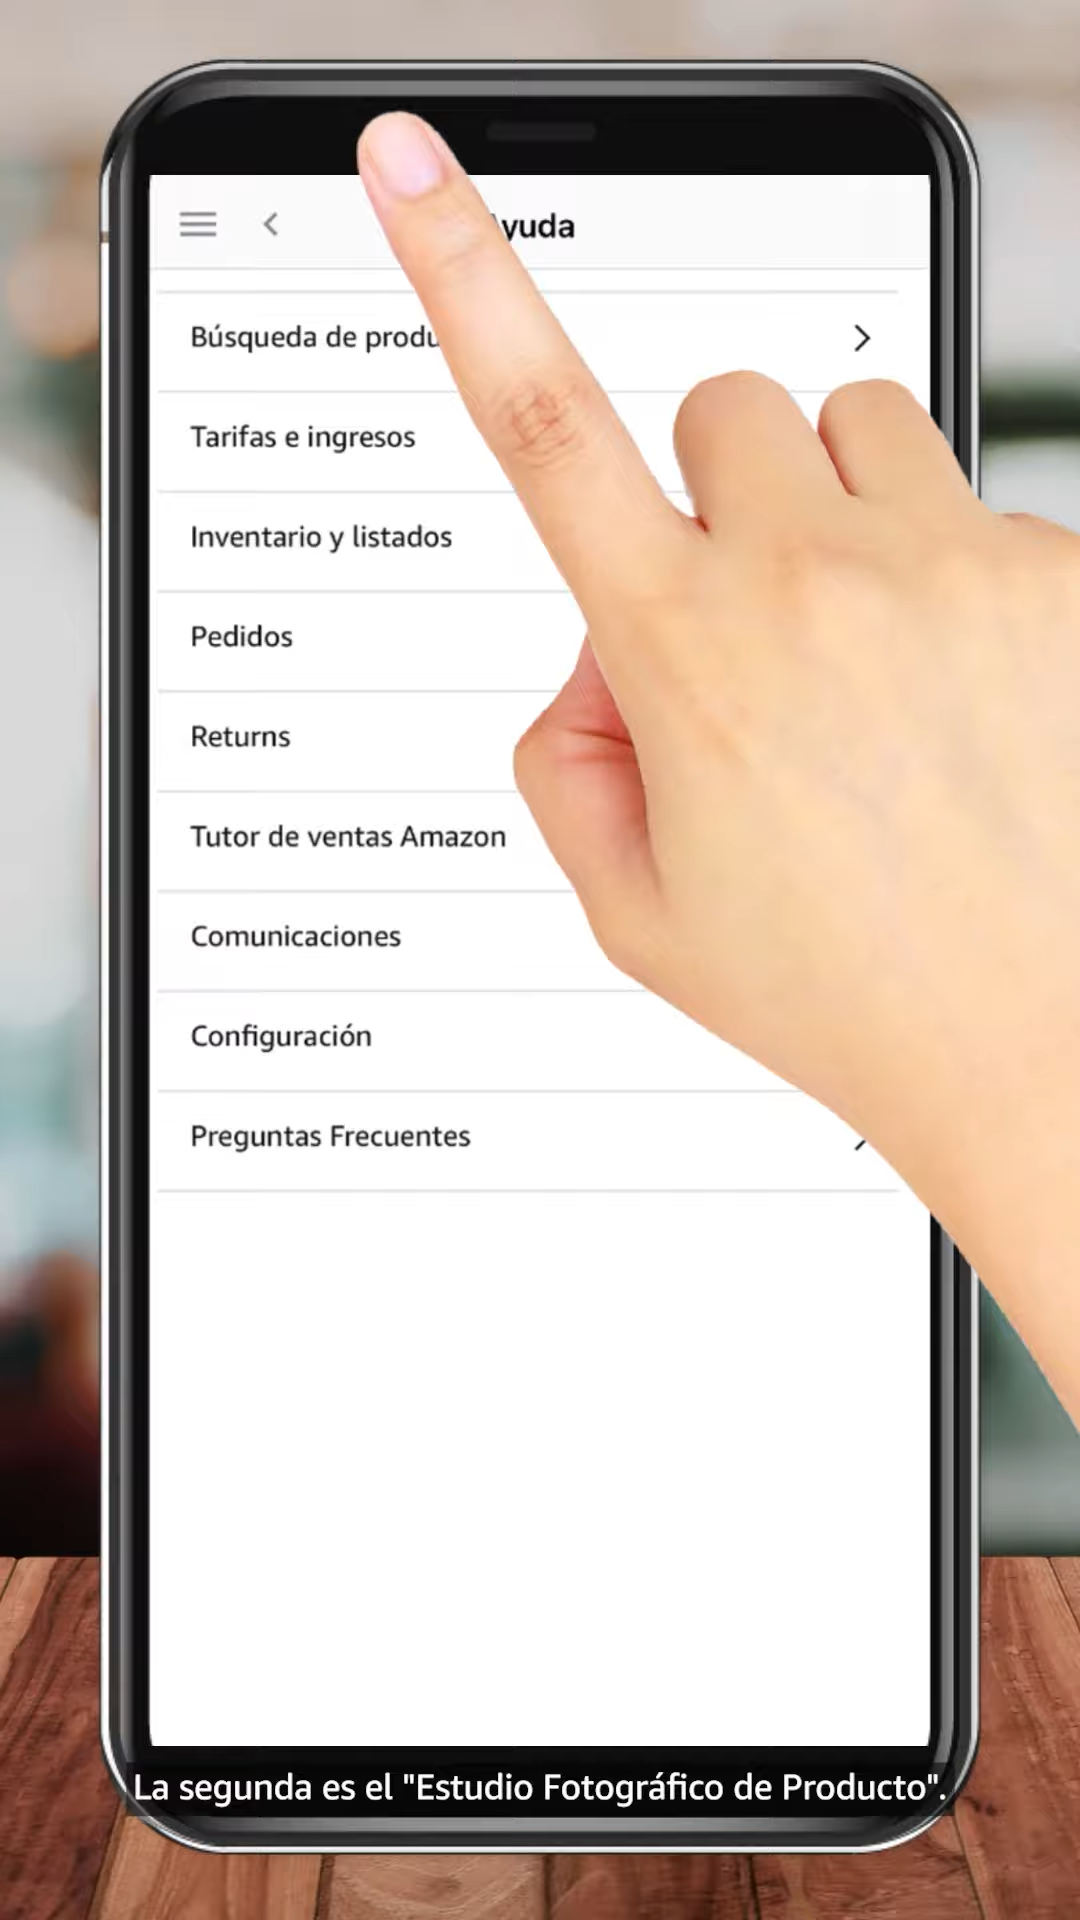 yuda
Búsqueda de produ
Tarifas e ingresos
Inventario y listados
Pedidos
Returns
Tutor de ventas Amazon
Comunicaciones
Configuración
Preguntas Frecuentes
La segunda es el "Estudio Fotográfico de Producto".